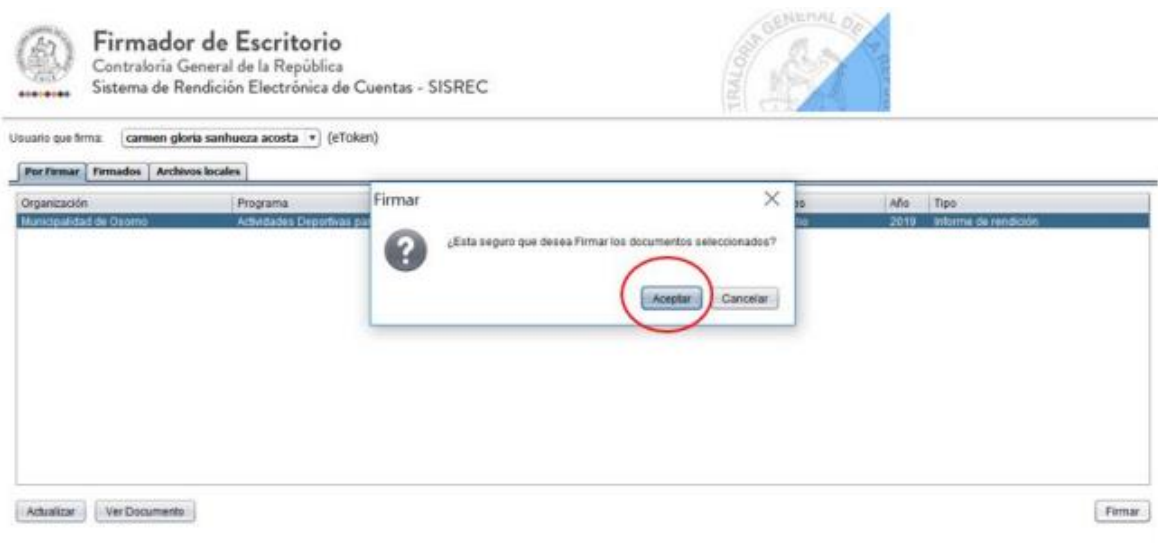 Firmador de Escritorio
Contraloría General de la República
Sistema de Rendición Electrónica de Cuentas - SISREC
Usuario que firma: carmen gloria sanhueza acosta (eToken)
Por Firmar Firmados Archivos locales
Organización Programa Año Tipo
Municipalidad de Osorno Actividades Deportivas 2019 Informe de rendición
Firmar
¿Esta seguro que desea Firmar los documentos seleccionados?
Aceptar Cancelar
Actualizar Ver Documento Firmar